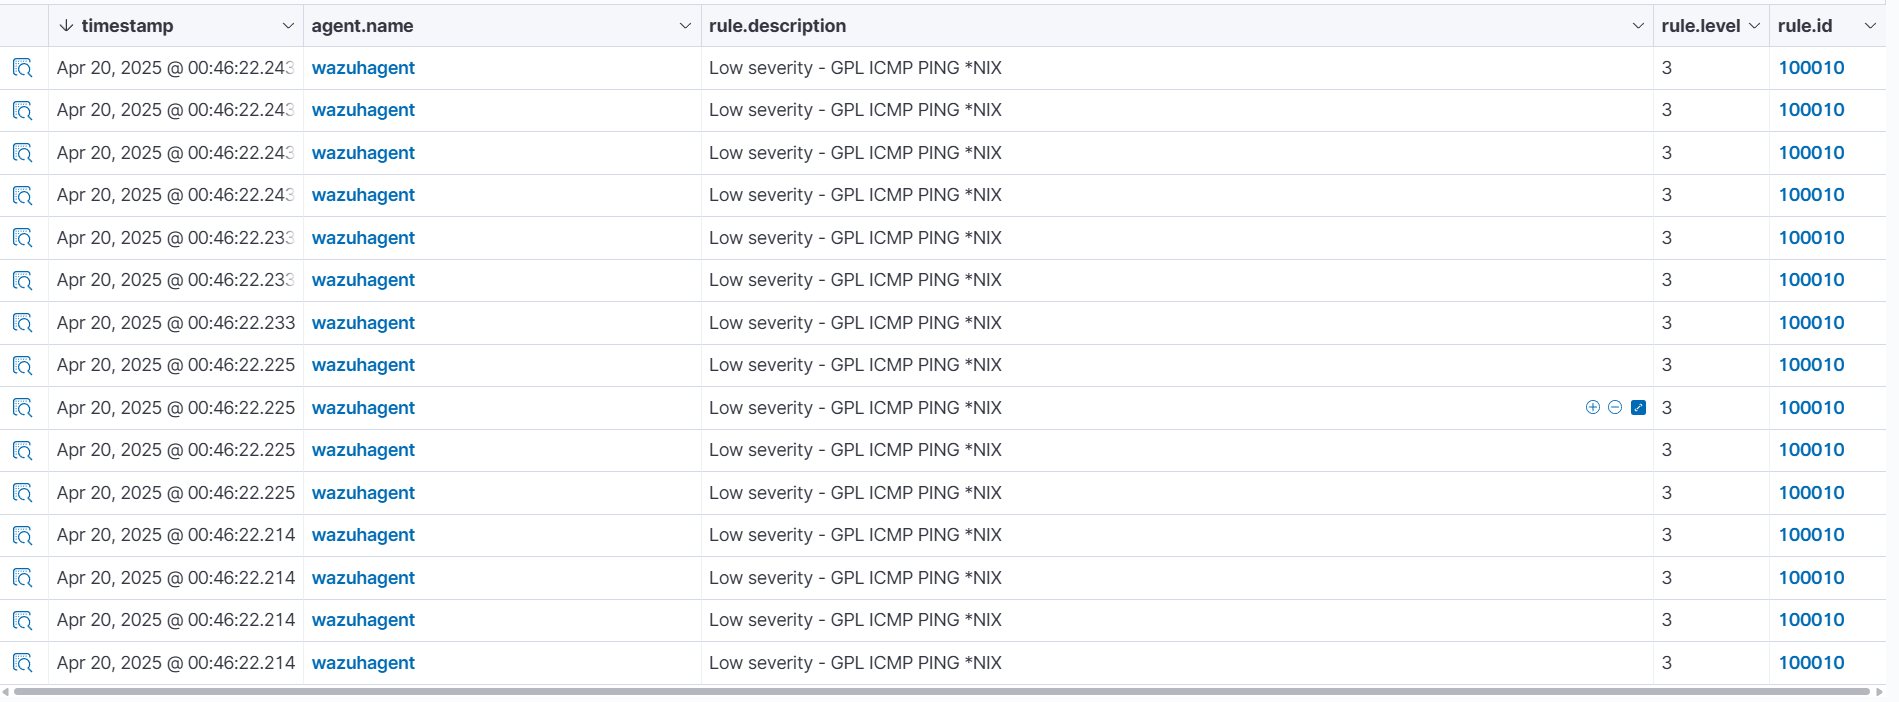 timestamp agent.name rule.description rule.level rule.id
Apr 20, 2025 @ 00:46:22.243 wazuhagent Low severity - GPL ICMP PING *NIX 3 100010
Apr 20, 2025 @ 00:46:22.243 wazuhagent Low severity - GPL ICMP PING *NIX 3 100010
Apr 20, 2025 @ 00:46:22.243 wazuhagent Low severity - GPL ICMP PING *NIX 3 100010
Apr 20, 2025 @ 00:46:22.243 wazuhagent Low severity - GPL ICMP PING *NIX 3 100010
Apr 20, 2025 @ 00:46:22.233 wazuhagent Low severity - GPL ICMP PING *NIX 3 100010
Apr 20, 2025 @ 00:46:22.233 wazuhagent Low severity - GPL ICMP PING *NIX 3 100010
Apr 20, 2025 @ 00:46:22.233 wazuhagent Low severity - GPL ICMP PING *NIX 3 100010
Apr 20, 2025 @ 00:46:22.225 wazuhagent Low severity - GPL ICMP PING *NIX 3 100010
Apr 20, 2025 @ 00:46:22.225 wazuhagent Low severity - GPL ICMP PING *NIX 3 100010
Apr 20, 2025 @ 00:46:22.225 wazuhagent Low severity - GPL ICMP PING *NIX 3 100010
Apr 20, 2025 @ 00:46:22.225 wazuhagent Low severity - GPL ICMP PING *NIX 3 100010
Apr 20, 2025 @ 00:46:22.214 wazuhagent Low severity - GPL ICMP PING *NIX 3 100010
Apr 20, 2025 @ 00:46:22.214 wazuhagent Low severity - GPL ICMP PING *NIX 3 100010
Apr 20, 2025 @ 00:46:22.214 wazuhagent Low severity - GPL ICMP PING *NIX 3 100010
Apr 20, 2025 @ 00:46:22.214 wazuhagent Low severity - GPL ICMP PING *NIX 3 100010